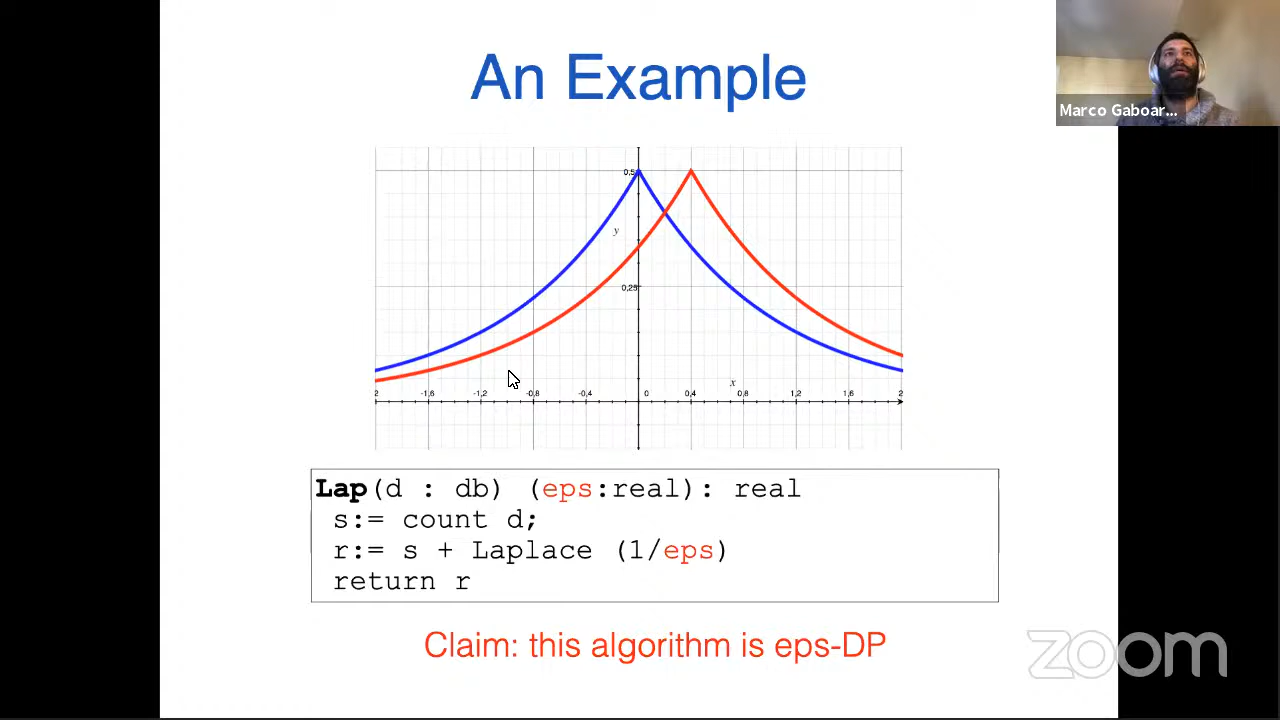 An Example
Marco Gaboar...
0,5
y
0,25
x
2 -1,6 -1,2 -0,8 -0,4 0 0,4 0,8 1,2 1,6 2
Lap(d : db) (eps:real): real
s:= count d;
r:= s + Laplace (1/eps)
return r
Claim: this algorithm is eps-DP
zoom